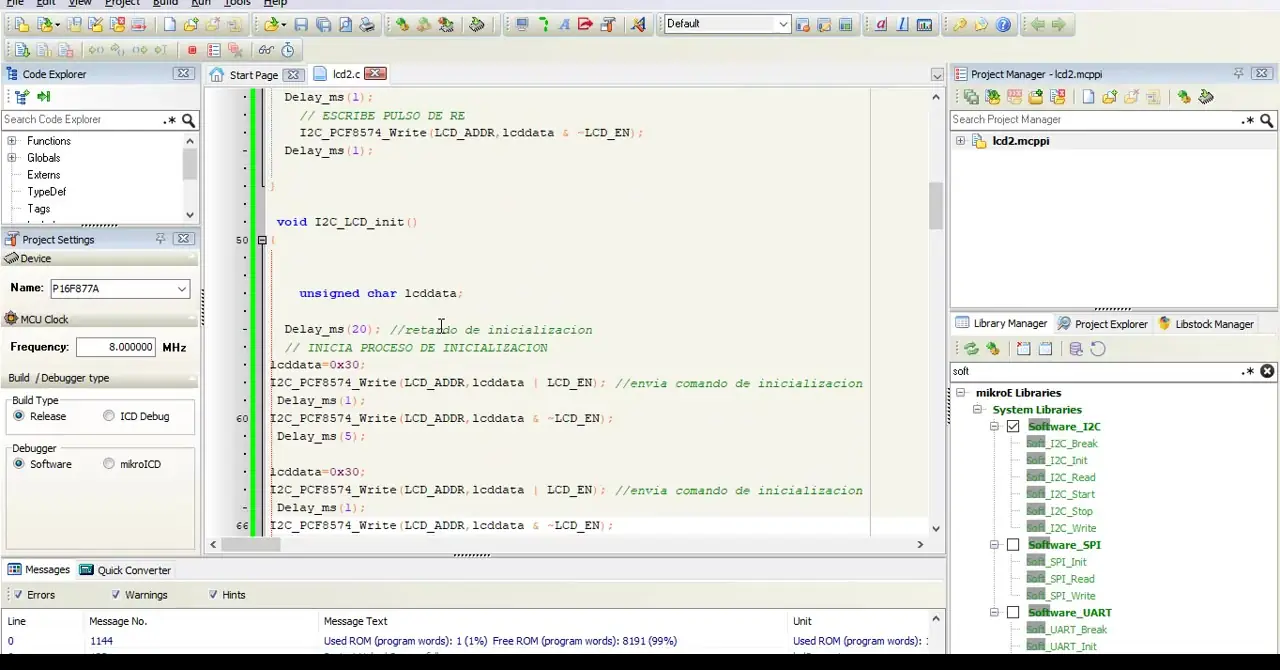 File Edit View Project Build Run Tools Help
Default
Code Explorer
Search Code Explorer
Functions
Globals
Externs
TypeDef
Tags
Project Settings
Device
Name: P16F877A
MCU Clock
Frequency: 8.000000 MHz
Build / Debugger type
Build Type
Release ICD Debug
Debugger
Software mikroICD
Start Page lcd2.c
Delay_ms(1);
// ESCRIBE PULSO DE RE
I2C_PCF8574_Write(LCD_ADDR,lcddata & ~LCD_EN);
Delay_ms(1);
}
void I2C_LCD_init()
50 {
unsigned char lcddata;
Delay_ms(20); //retardo de inicializacion
// INICIA PROCESO DE INICIALIZACION
lcddata=0x30;
I2C_PCF8574_Write(LCD_ADDR,lcddata | LCD_EN); //envia comando de inicializacion
Delay_ms(1);
60 I2C_PCF8574_Write(LCD_ADDR,lcddata & ~LCD_EN);
Delay_ms(5);
lcddata=0x30;
I2C_PCF8574_Write(LCD_ADDR,lcddata | LCD_EN); //envia comando de inicializacion
Delay_ms(1);
66 I2C_PCF8574_Write(LCD_ADDR,lcddata & ~LCD_EN);
Project Manager - lcd2.mcppi
Search Project Manager
lcd2.mcppi
Library Manager Project Explorer Libstock Manager
soft
mikroE Libraries
System Libraries
Software_I2C
Soft_I2C_Break
Soft_I2C_Init
Soft_I2C_Read
Soft_I2C_Start
Soft_I2C_Stop
Soft_I2C_Write
Software_SPI
Soft_SPI_Init
Soft_SPI_Read
Soft_SPI_Write
Software_UART
Soft_UART_Break
Soft_UART_Init
Messages Quick Converter
Errors Warnings Hints
Line Message No. Message Text Unit
0 1144 Used ROM (program words): 1 (1%) Free ROM (program words): 8191 (99%) Used ROM (program words):